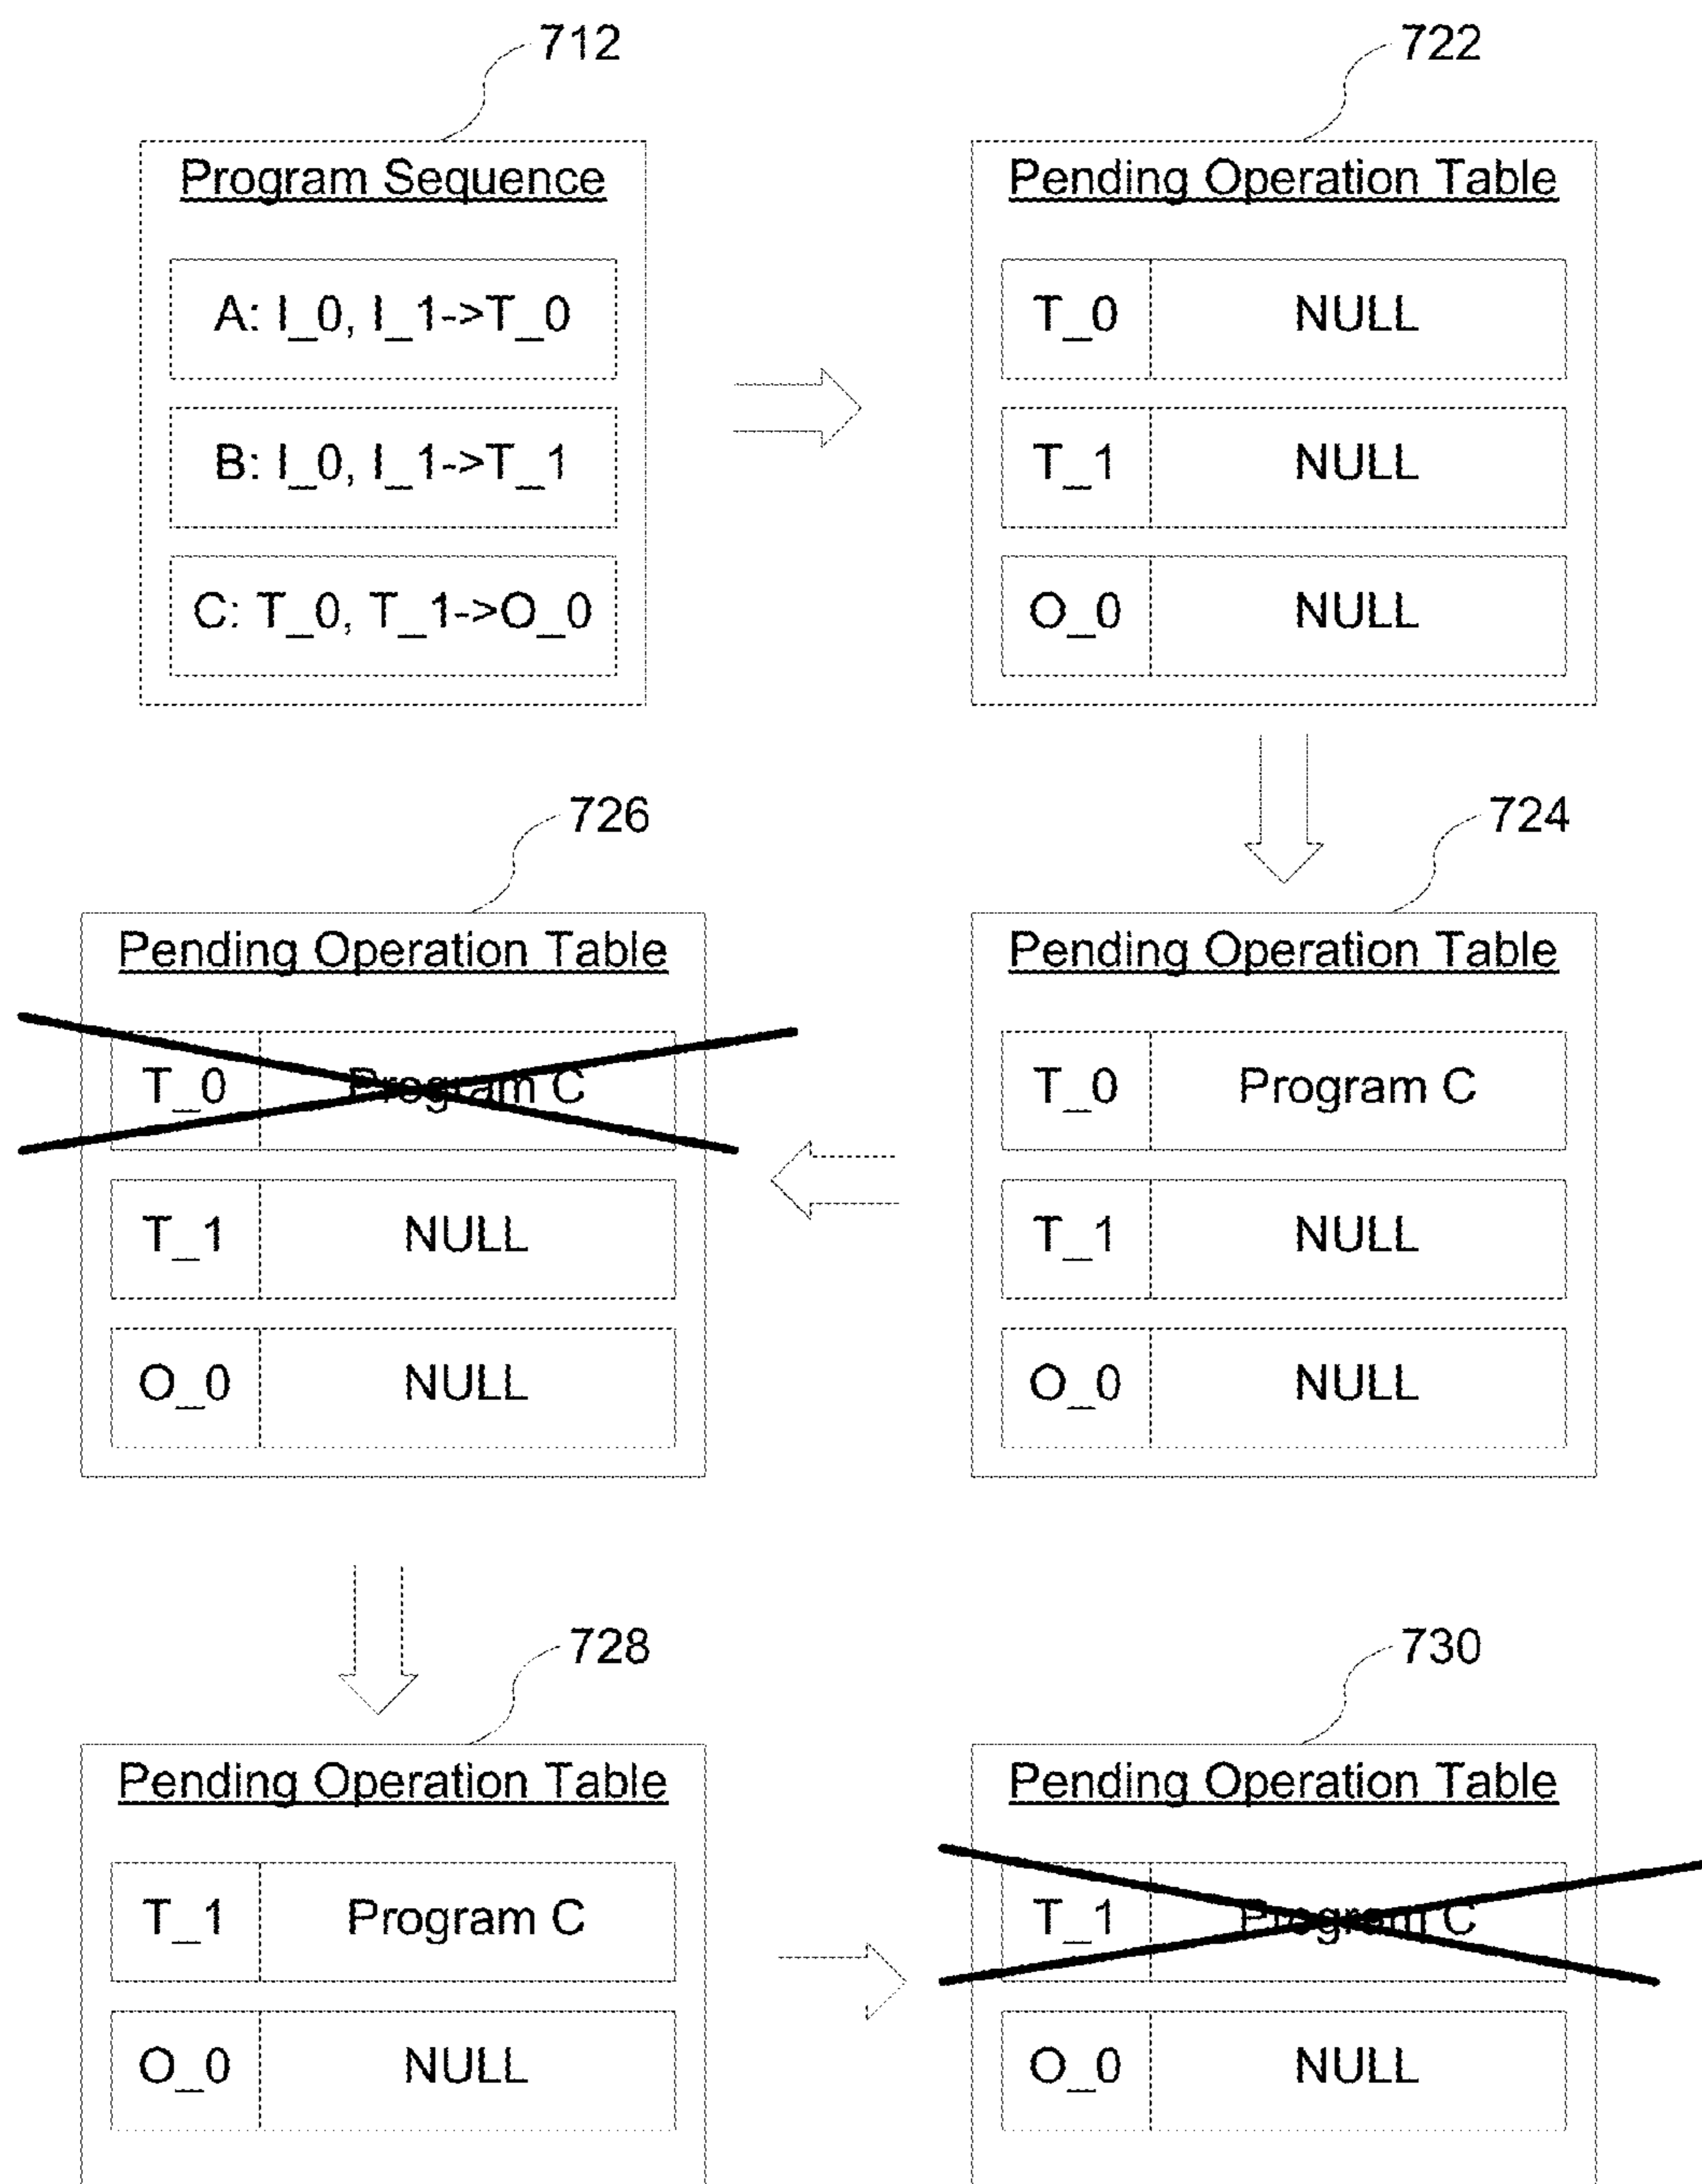 712
Program Sequence
A: I_0, I_1->T_0
B: I_0, I_1->T_1
C: T_0, T_1->O_0
722
Pending Operation Table
T_0 NULL
T_1 NULL
O_0 NULL
726
Pending Operation Table
T_0 Program C
T_1 NULL
O_0 NULL
724
Pending Operation Table
T_0 Program C
T_1 NULL
O_0 NULL
728
Pending Operation Table
T_1 Program C
O_0 NULL
730
Pending Operation Table
T_1 Program C
O_0 NULL